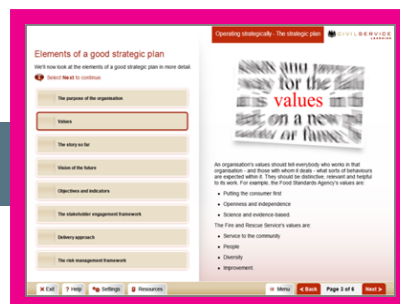 Operating strategically - The strategic plan
CIVIL SERVICE
LEARNING
Elements of a good strategic plan
We'll now look at the elements of a good strategic plan in more detail.
Select Next to continue.
The purpose of the organisation
Values
The story so far
Vision of the future
Objectives and indicators
The stakeholder engagement framework
Delivery approach
The risk management framework
way for the
values
on a new
An organisation's values should tell everybody who works in that
organisation - and those with whom it deals - what sorts of behaviours
are expected within it. They should be distinctive, relevant and helpful
to its work. For example, the Food Standards Agency's values are:
• Putting the consumer first
• Openness and independence
• Science and evidence-based.
The Fire and Rescue Service's values are:
• Service to the community
• People
• Diversity
• Improvement.
Exit
? Help
Settings
Resources
Menu
< Back
Page 3 of 6
Next >